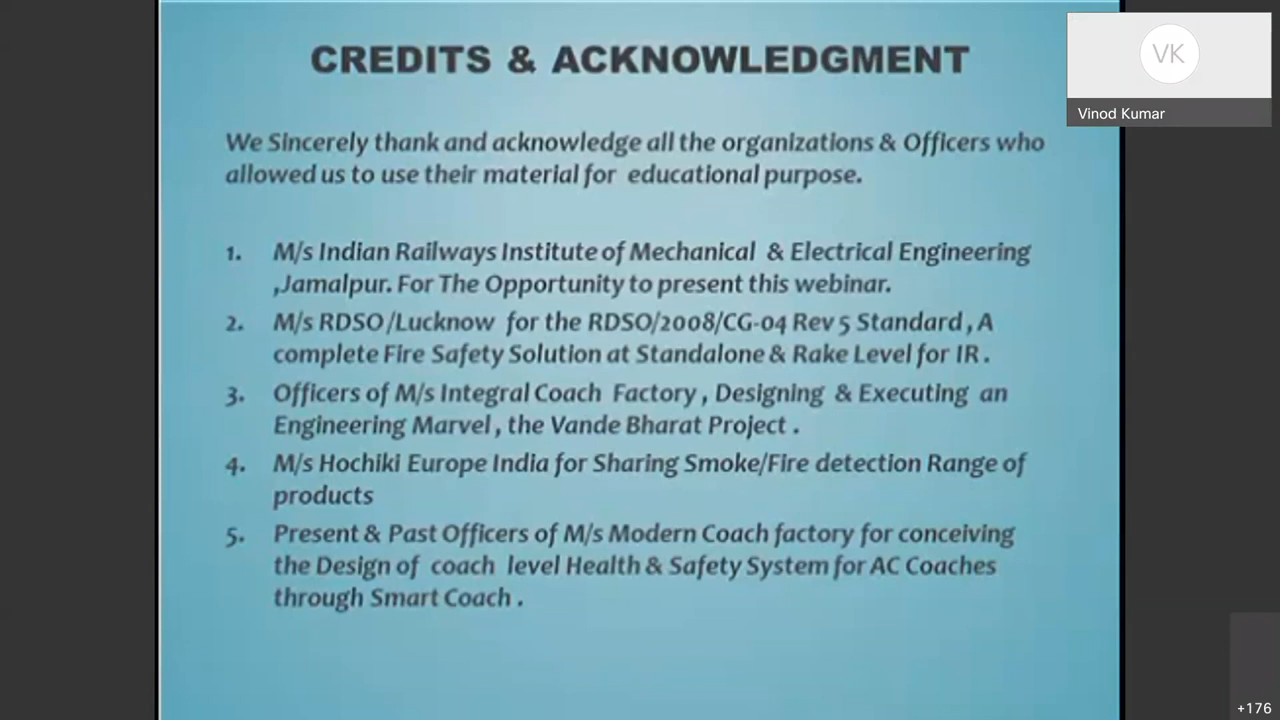 CREDITS & ACKNOWLEDGMENT
VK
Vinod Kumar
We Sincerely thank and acknowledge all the organizations & Officers who
allowed us to use their material for educational purpose.
1. M/s Indian Railways Institute of Mechanical & Electrical Engineering
,Jamalpur. For The Opportunity to present this webinar.
2. M/s RDSO /Lucknow for the RDSO/2008/CG-04 Rev 5 Standard , A
complete Fire Safety Solution at Standalone & Rake Level for IR .
3. Officers of M/s Integral Coach Factory , Designing & Executing an
Engineering Marvel , the Vande Bharat Project .
4. M/s Hochiki Europe India for Sharing Smoke/Fire detection Range of
products
5. Present & Past Officers of M/s Modern Coach factory for conceiving
the Design of coach level Health & Safety System for AC Coaches
through Smart Coach .
+176